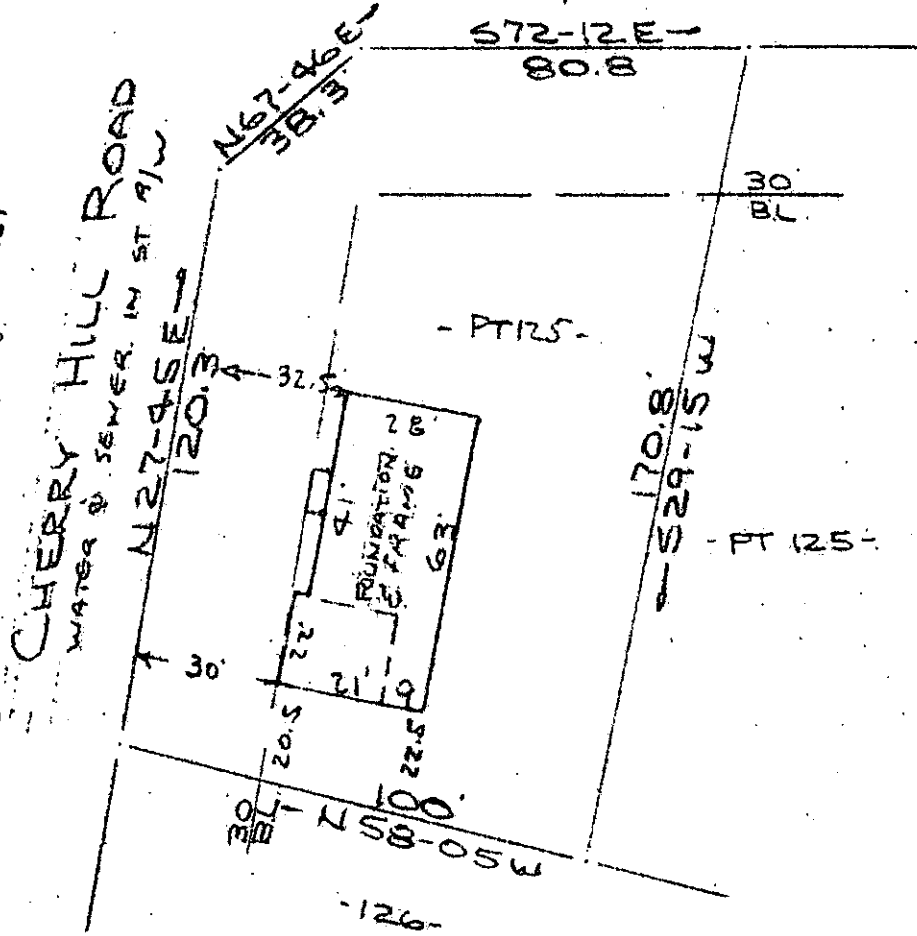 S72-12E
80.8
N67-46E
38.3'
CHERRY HILL ROAD
WATER & SEWER IN ST R/W
N27-45E
120.3
30'
BL
- PT 125 -
32.5
28'
41'
FOUNDATION
& FRAME
63'
170.8'
S29-15W
- PT 125 -
22'
30'
21'
9
20.5
22.5
30
BL
100'
N58-05W
-126-